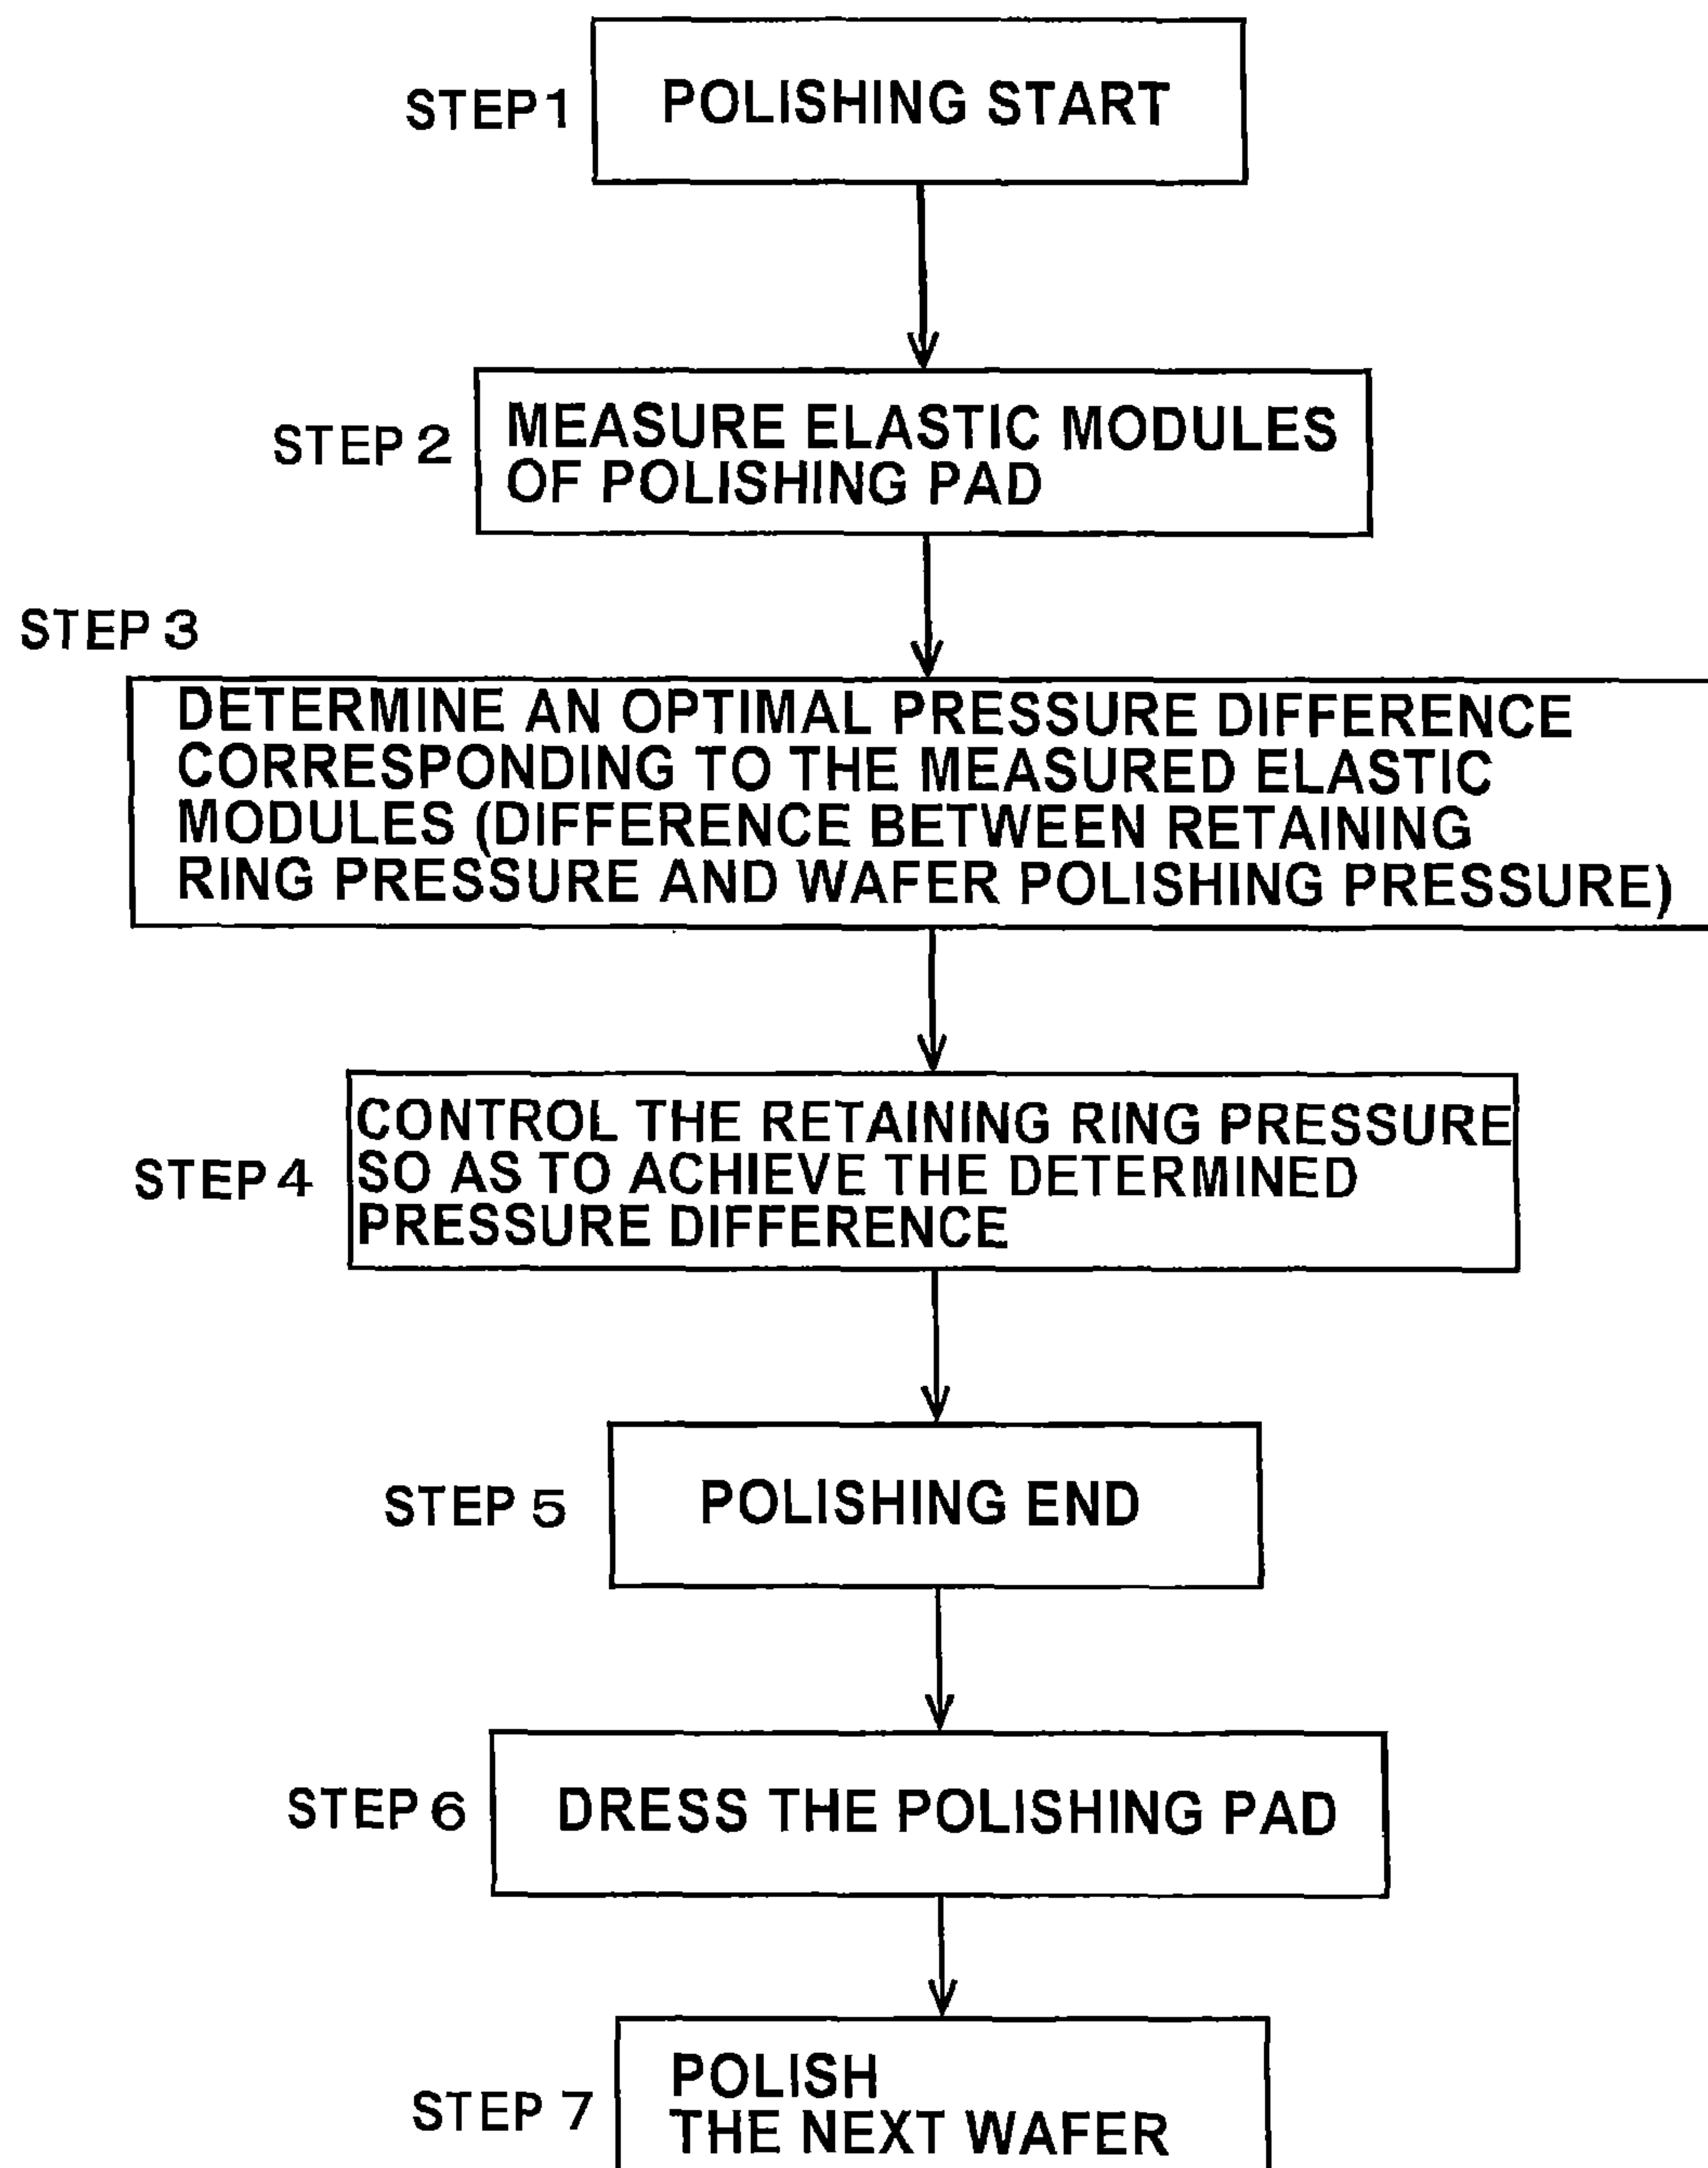 STEP 1
POLISHING START
STEP 2
MEASURE ELASTIC MODULES
OF POLISHING PAD
STEP 3
DETERMINE AN OPTIMAL PRESSURE DIFFERENCE
CORRESPONDING TO THE MEASURED ELASTIC
MODULES (DIFFERENCE BETWEEN RETAINING
RING PRESSURE AND WAFER POLISHING PRESSURE)
STEP 4
CONTROL THE RETAINING RING PRESSURE
SO AS TO ACHIEVE THE DETERMINED
PRESSURE DIFFERENCE
STEP 5
POLISHING END
STEP 6
DRESS THE POLISHING PAD
STEP 7
POLISH
THE NEXT WAFER